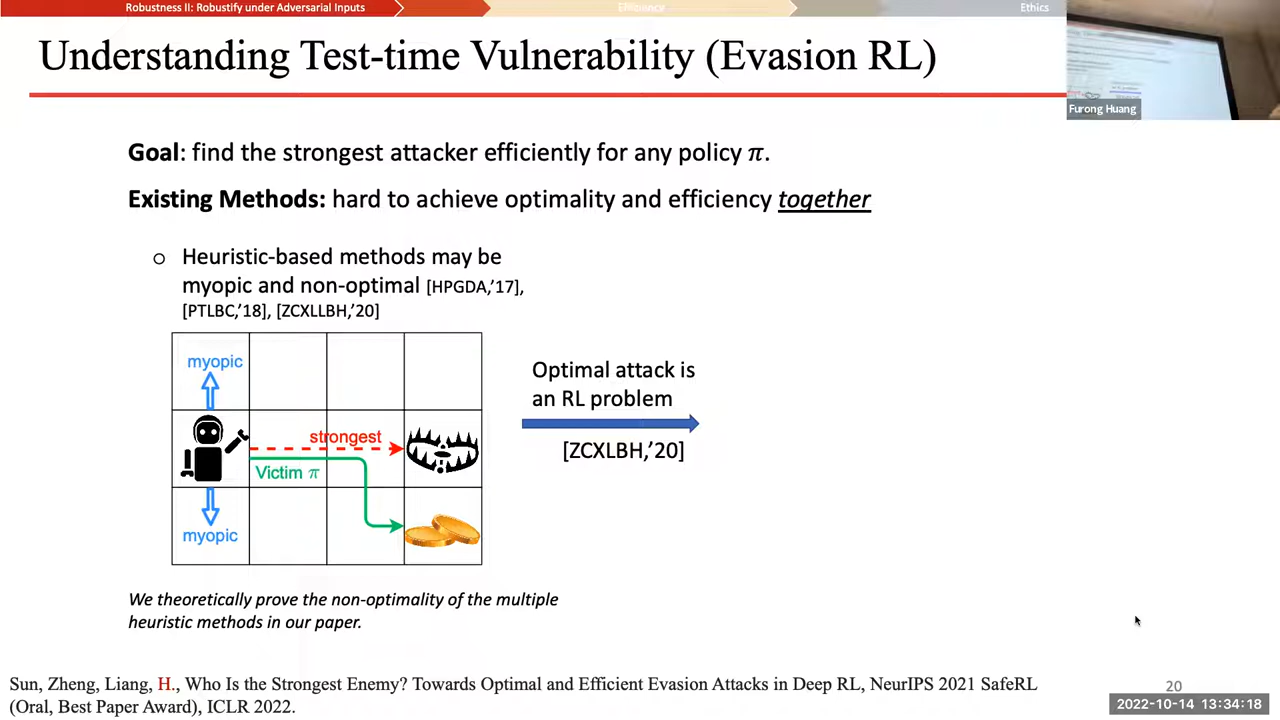 Robustness II: Robustify under Adversarial Inputs
Efficiency
Ethics
Understanding Test-time Vulnerability (Evasion RL)
Furong Huang
Goal: find the strongest attacker efficiently for any policy π.
Existing Methods: hard to achieve optimality and efficiency together
○ Heuristic-based methods may be
myopic and non-optimal [HPGDA,’17],
[PTLBC,’18], [ZCXLLBH,’20]
myopic
strongest
Victim π
myopic
Optimal attack is
an RL problem
[ZCXLBH,’20]
We theoretically prove the non-optimality of the multiple
heuristic methods in our paper.
Sun, Zheng, Liang, H., Who Is the Strongest Enemy? Towards Optimal and Efficient Evasion Attacks in Deep RL, NeurIPS 2021 SafeRL
(Oral, Best Paper Award), ICLR 2022.
20
2022-10-14 13:34:18